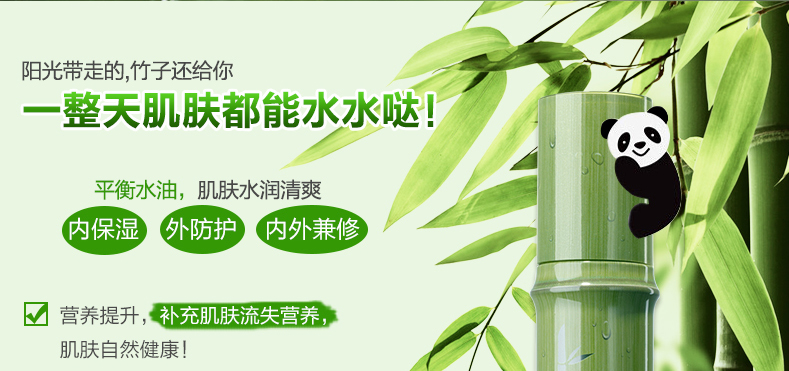 阳光带走的,竹子还给你
一整天肌肤都能水水哒!
平衡水油，肌肤水润清爽
内保湿 外防护 内外兼修
营养提升，补充肌肤流失营养，
肌肤自然健康!